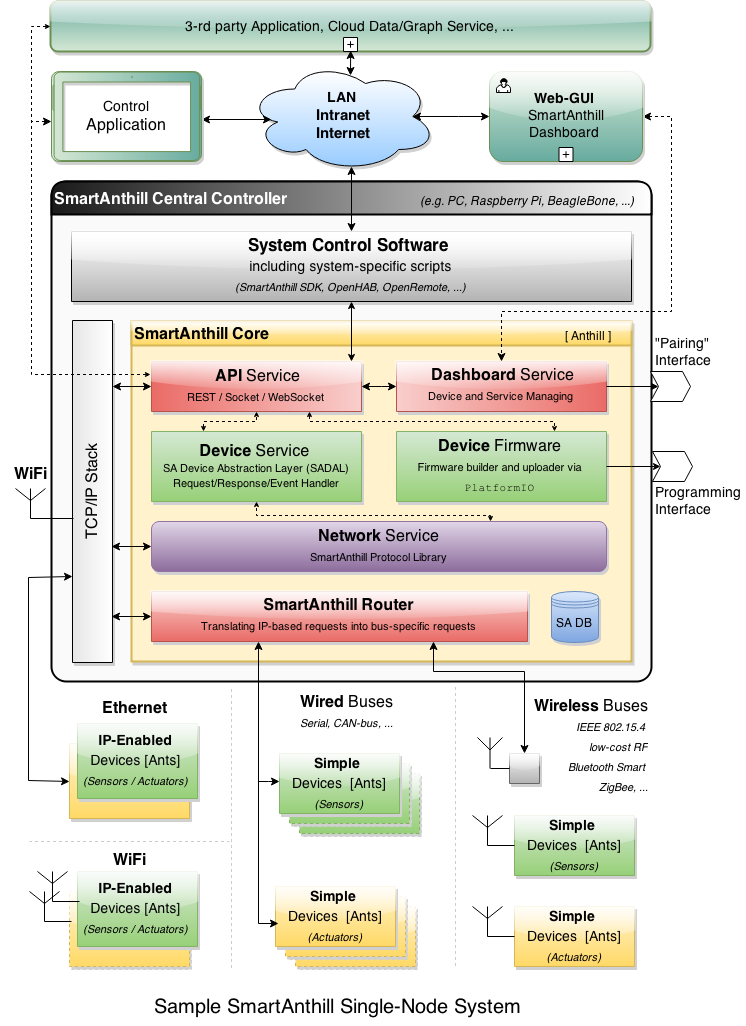 3-rd party Application, Cloud Data/Graph Service, ...
Control
Application
LAN
Intranet
Internet
Web-GUI
SmartAnthill
Dashboard
SmartAnthill Central Controller
(e.g. PC, Raspberry Pi, BeagleBone, ...)
System Control Software
including system-specific scripts
(SmartAnthill SDK, OpenHAB, OpenRemote, ...)
SmartAnthill Core
[ Anthill ]
"Pairing"
Interface
API Service
REST / Socket / WebSocket
Dashboard Service
Device and Service Managing
TCP/IP Stack
Device Service
SA Device Abstraction Layer (SADAL)
Request/Response/Event Handler
Device Firmware
Firmware builder and uploader via
PlatformIO
WiFi
Programming
Interface
Network Service
SmartAnthill Protocol Library
SmartAnthill Router
Translating IP-based requests into bus-specific requests
SA DB
Ethernet
IP-Enabled
Devices [Ants]
(Sensors / Actuators)
WiFi
IP-Enabled
Devices [Ants]
(Sensors / Actuators)
Wired Buses
Serial, CAN-bus, ...
Simple
Devices [Ants]
(Sensors)
Simple
Devices [Ants]
(Actuators)
Wireless Buses
IEEE 802.15.4
low-cost RF
Bluetooth Smart
ZigBee, ...
Simple
Devices [Ants]
(Sensors)
Simple
Devices [Ants]
(Actuators)
Sample SmartAnthill Single-Node System